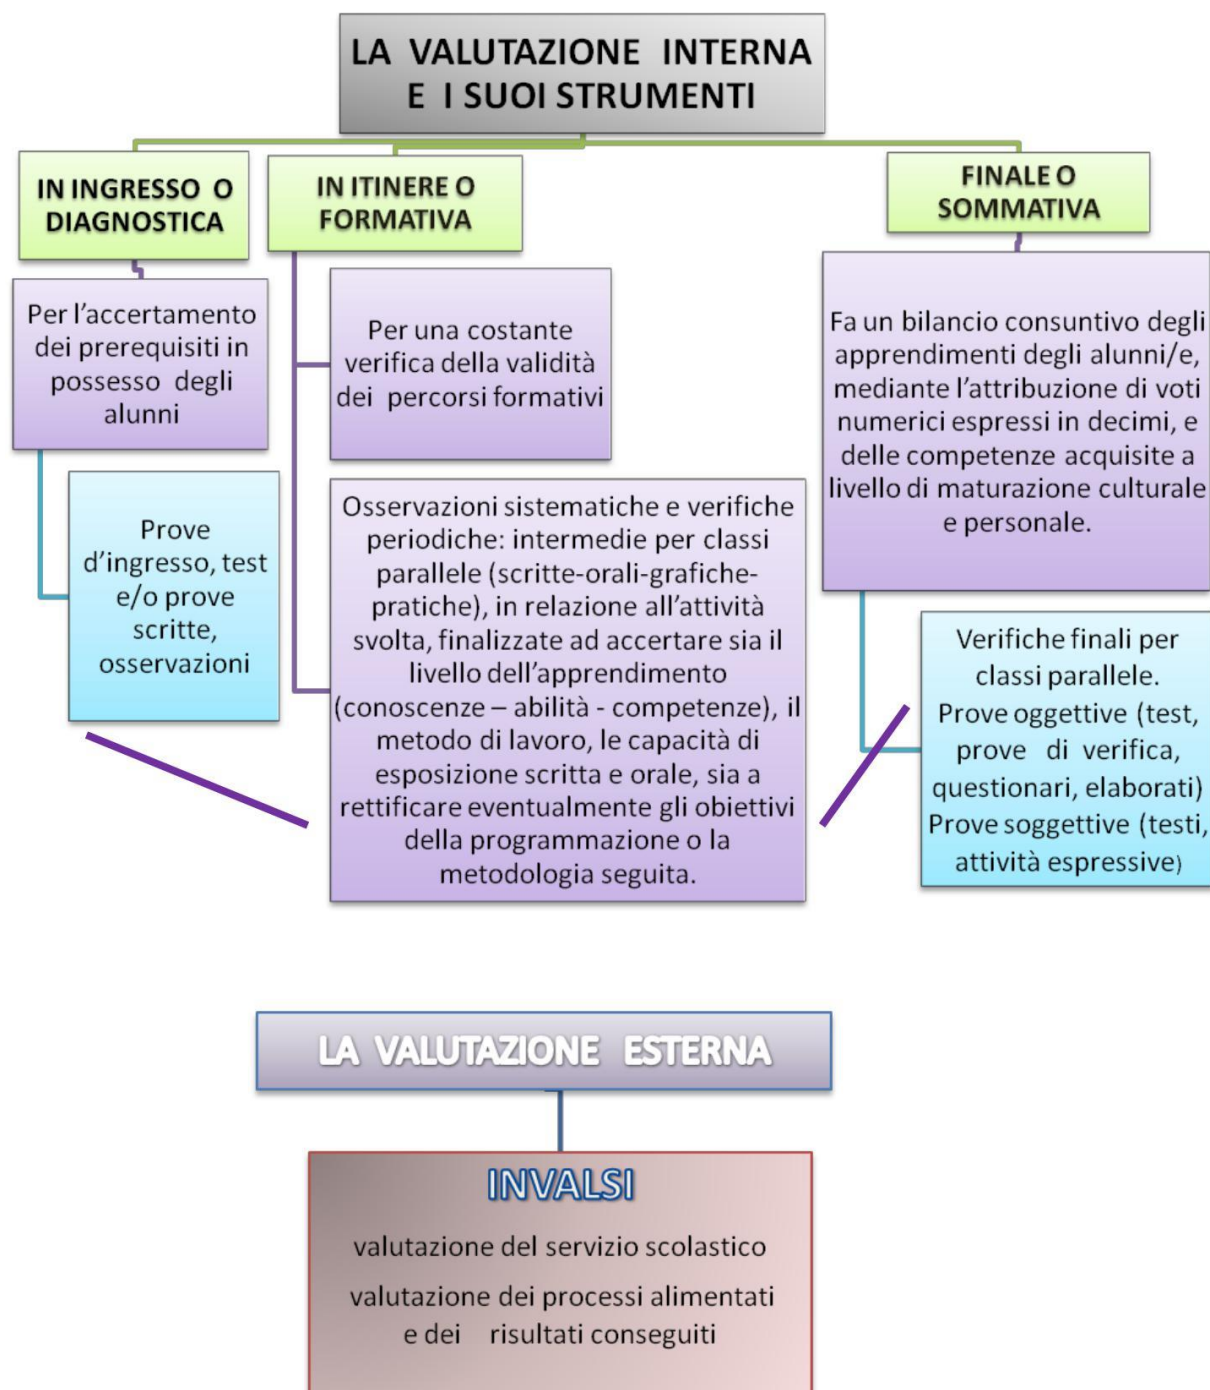 LA VALUTAZIONE INTERNA
E I SUOI STRUMENTI
IN INGRESSO O
DIAGNOSTICA
Per l’accertamento
dei prerequisiti in
possesso degli
alunni
Prove
d’ingresso, test
e/o prove
scritte,
osservazioni
IN ITINERE O
FORMATIVA
Per una costante
verifica della validità
dei percorsi formativi
Osservazioni sistematiche e verifiche
periodiche: intermedie per classi
parallele (scritte-orali-grafiche-
pratiche), in relazione all’attività
svolta, finalizzate ad accertare sia il
livello dell’apprendimento
(conoscenze – abilità - competenze), il
metodo di lavoro, le capacità di
esposizione scritta e orale, sia a
rettificare eventualmente gli obiettivi
della programmazione o la
metodologia seguita.
FINALE O
SOMMATIVA
Fa un bilancio consuntivo degli
apprendimenti degli alunni/e,
mediante l’attribuzione di voti
numerici espressi in decimi, e
delle competenze acquisite a
livello di maturazione culturale
e personale.
Verifiche finali per
classi parallele.
Prove oggettive (test,
prove di verifica,
questionari, elaborati)
Prove soggettive (testi,
attività espressive)
LA VALUTAZIONE ESTERNA
INVALSI
valutazione del servizio scolastico
valutazione dei processi alimentati
e dei risultati conseguiti